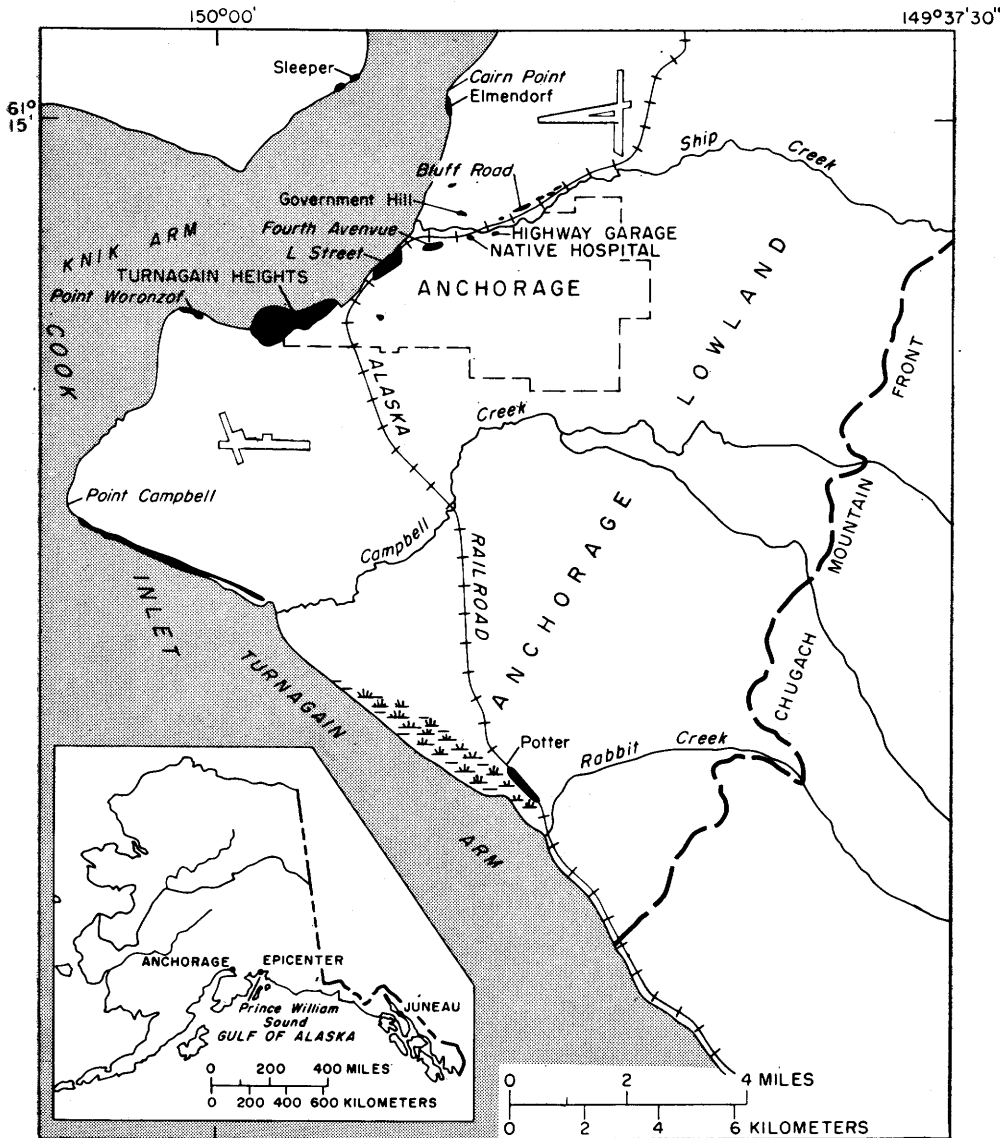 150°00'
149°37'30"
Sleeper
Cairn Point
Elmendorf
61°
15'
Ship Creek
Bluff Road
Government Hill
Fourth Avenvue
HIGHWAY GARAGE
L Street
NATIVE HOSPITAL
KNIK ARM
TURNAGAIN HEIGHTS
ANCHORAGE
Point Woronzof
COOK
INLET
LOWLAND
ANCHORAGE
FRONT
MOUNTAIN
CHUGACH
ALASKA
RAILROAD
Creek
Campbell
Point Campbell
TURNAGAIN
ARM
Potter
Rabbit Creek
ANCHORAGE
EPICENTER
JUNEAU
Prince William
Sound
GULF OF ALASKA
0 200 400 MILES
0 200 400 600 KILOMETERS
0 2 4 MILES
0 2 4 6 KILOMETERS